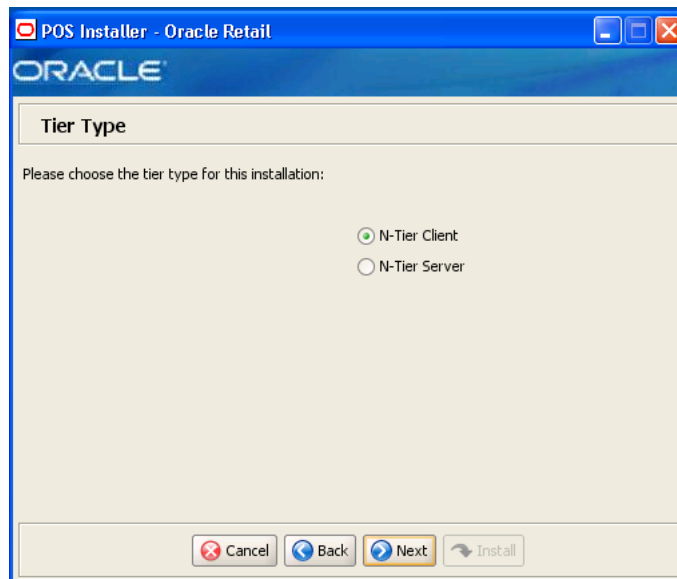 POS Installer - Oracle Retail
ORACLE
Tier Type
Please choose the tier type for this installation:
N-Tier Client
N-Tier Server
Cancel Back Next Install